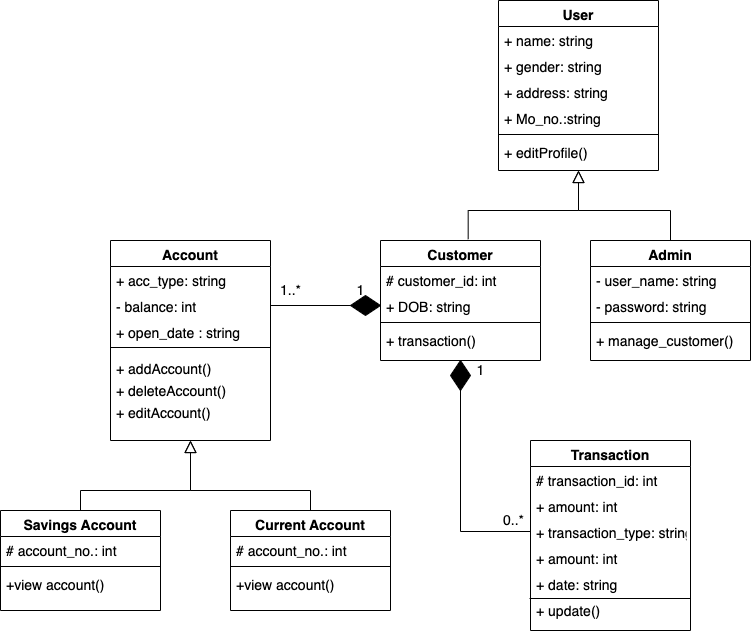 User
+ name: string
+ gender: string
+ address: string
+ Mo_no.:string
+ editProfile()
Account
+ acc_type: string
- balance: int
+ open_date : string
+ addAccount()
+ deleteAccount()
+ editAccount()
1..*
1
Customer
# customer_id: int
+ DOB: string
+ transaction()
Admin
- user_name: string
- password: string
+ manage_customer()
1
0..*
Transaction
# transaction_id: int
+ amount: int
+ transaction_type: string
+ amount: int
+ date: string
+ update()
Savings Account
# account_no.: int
+view account()
Current Account
# account_no.: int
+view account()